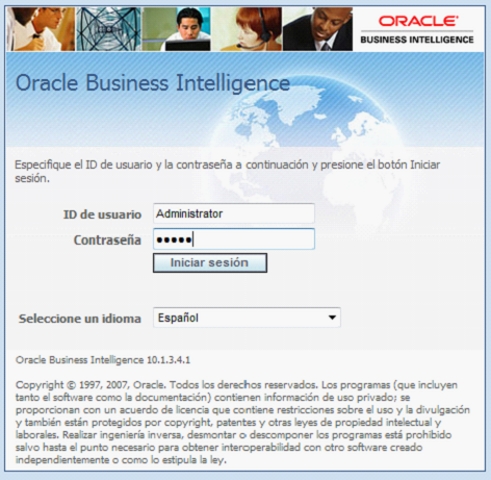 ORACLE
BUSINESS INTELLIGENCE
Oracle Business Intelligence
Especifique el ID de usuario y la contraseña a continuación y presione el botón Iniciar
sesión.
ID de usuario Administrator
Contraseña •••••
Iniciar sesión
Seleccione un idioma Español
Oracle Business Intelligence 10.1.3.4.1
Copyright © 1997, 2007, Oracle. Todos los derechos reservados. Los programas (que incluyen
tanto el software como la documentación) contienen información de uso privado; se
proporcionan con un acuerdo de licencia que contiene restricciones sobre el uso y la divulgación
y también están protegidos por copyright, patentes y otras leyes de propiedad intelectual y
laborales. Realizar ingeniería inversa, desmontar o descomponer los programas está prohibido
salvo hasta el punto necesario para obtener interoperabilidad con otro software creado
independientemente o como lo estipula la ley.